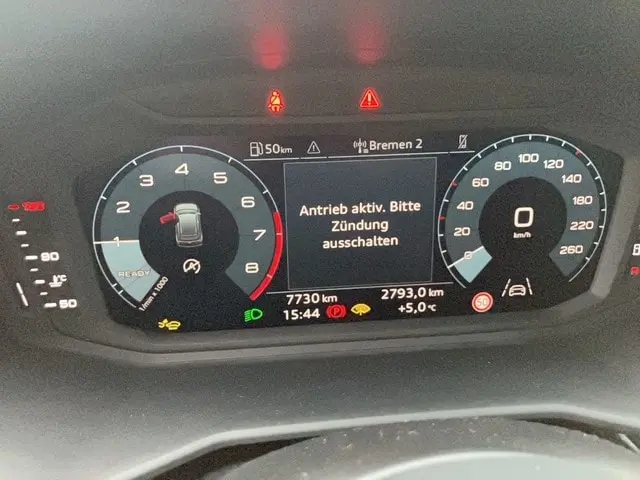 50km
Bremen 2
1
2
3
4
5
6
7
8
READY
1/min x 1000
Antrieb aktiv. Bitte
Zündung
ausschalten
0
20
40
60
80
100
120
140
180
220
260
0
km/h
90
°C
50
7730 km
2793,0 km
15:44
P
+5,0 °C
50